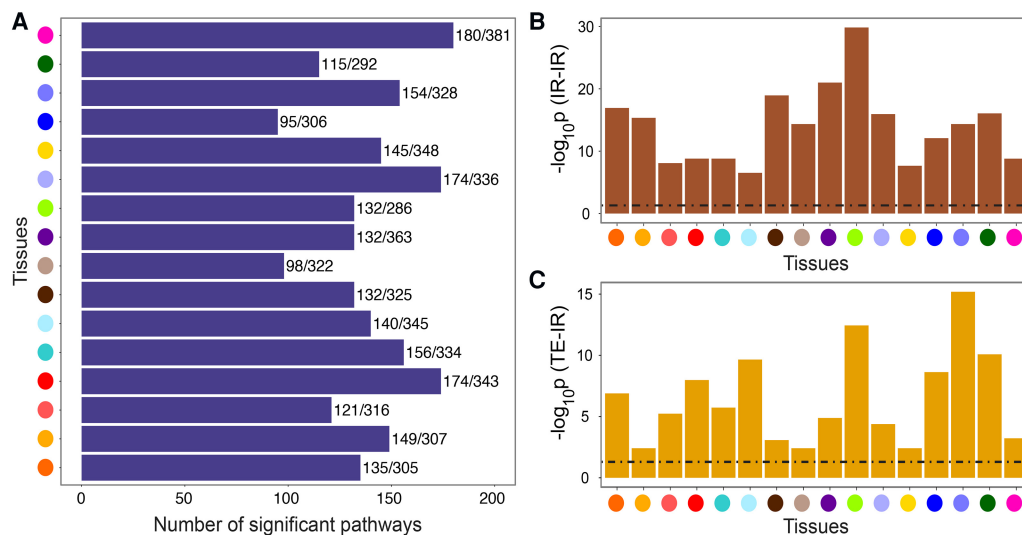 A
Tissues
180/381
115/292
154/328
95/306
145/348
174/336
132/286
132/363
98/322
132/325
140/345
156/334
174/343
121/316
149/307
135/305
0 50 100 150 200
Number of significant pathways
B
-log10p (IR-IR)
30
20
10
0
Tissues
C
-log10p (TE-IR)
15
10
5
0
Tissues